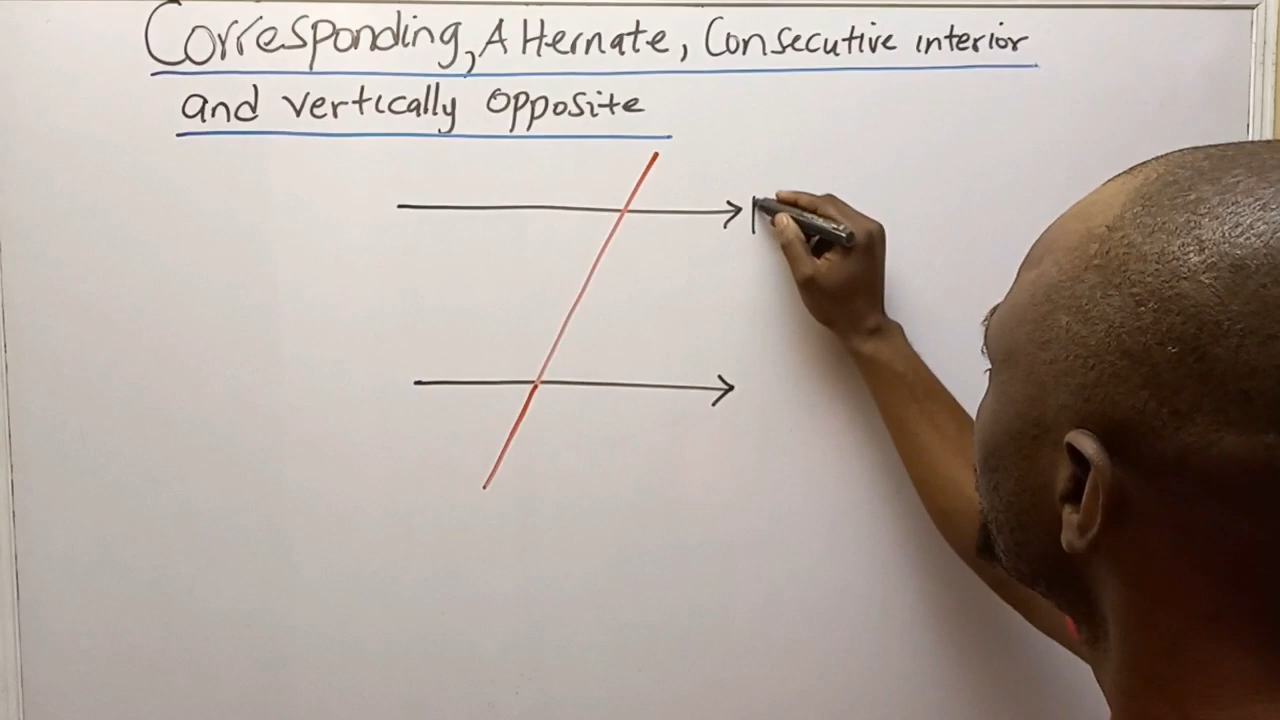 Corresponding, Alternate, Consecutive interior
and vertically opposite